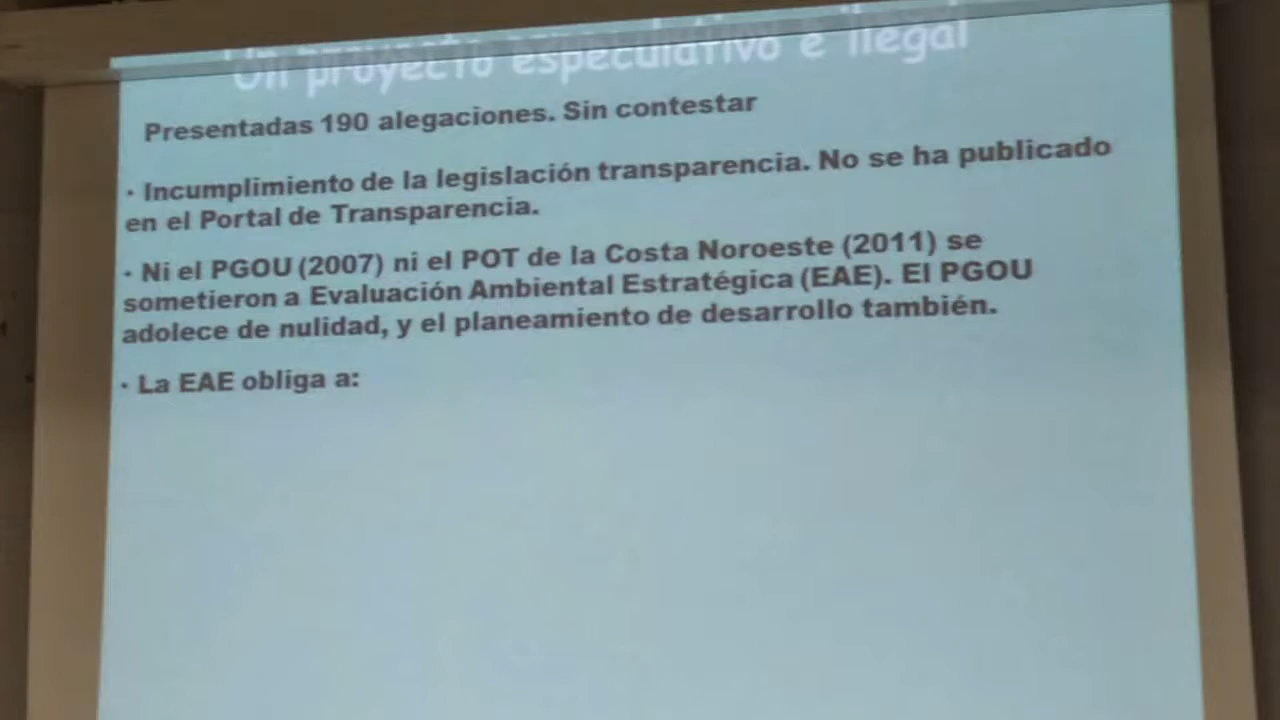 Un proyecto especulativo e ilegal
Presentadas 190 alegaciones. Sin contestar
· Incumplimiento de la legislación transparencia. No se ha publicado
en el Portal de Transparencia.
· Ni el PGOU (2007) ni el POT de la Costa Noroeste (2011) se
sometieron a Evaluación Ambiental Estratégica (EAE). El PGOU
adolece de nulidad, y el planeamiento de desarrollo también.
· La EAE obliga a: